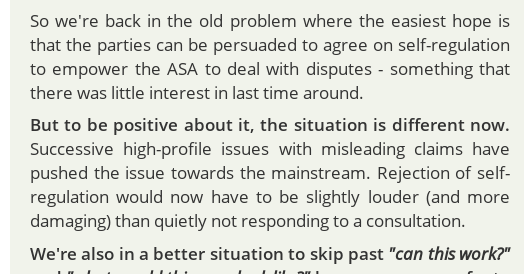 So we're back in the old problem where the easiest hope is
that the parties can be persuaded to agree on self-regulation
to empower the ASA to deal with disputes - something that
there was little interest in last time around.
But to be positive about it, the situation is different now.
Successive high-profile issues with misleading claims have
pushed the issue towards the mainstream. Rejection of self-
regulation would now have to be slightly louder (and more
damaging) than quietly not responding to a consultation.
We're also in a better situation to skip past "can this work?"